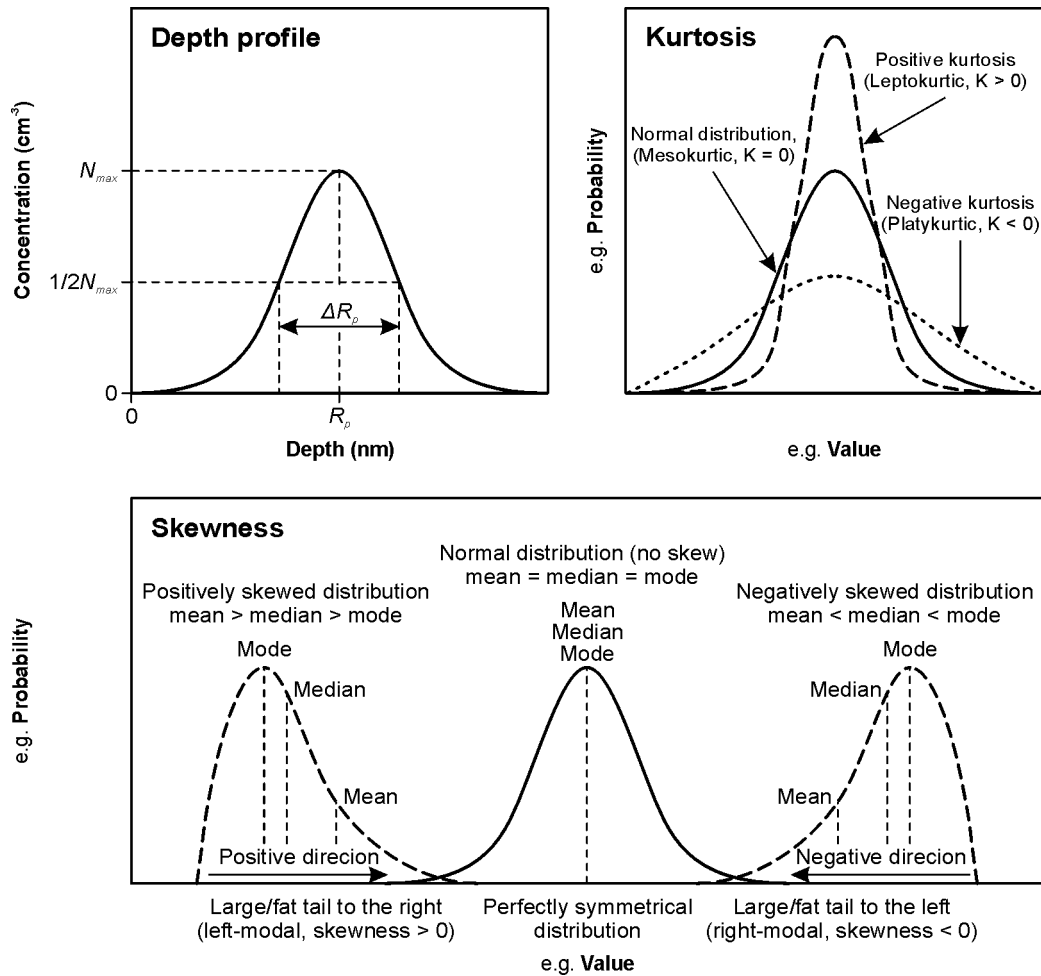 Depth profile
Concentration (cm⁻³)
Nmax
1/2Nmax
ΔRp
0
0
Rp
Depth (nm)
Kurtosis
Positive kurtosis
(Leptokurtic, K > 0)
Normal distribution,
(Mesokurtic, K = 0)
Negative kurtosis
(Platykurtic, K < 0)
e.g. Probability
e.g. Value
Skewness
Normal distribution (no skew)
mean = median = mode
Positively skewed distribution
mean > median > mode
Negatively skewed distribution
mean < median < mode
Mean
Median
Mode
Mode
Median
Mean
Mode
Median
Mean
e.g. Probability
Positive direcion
Negative direcion
Large/fat tail to the right
(left-modal, skewness > 0)
Perfectly symmetrical
distribution
Large/fat tail to the left
(right-modal, skewness < 0)
e.g. Value